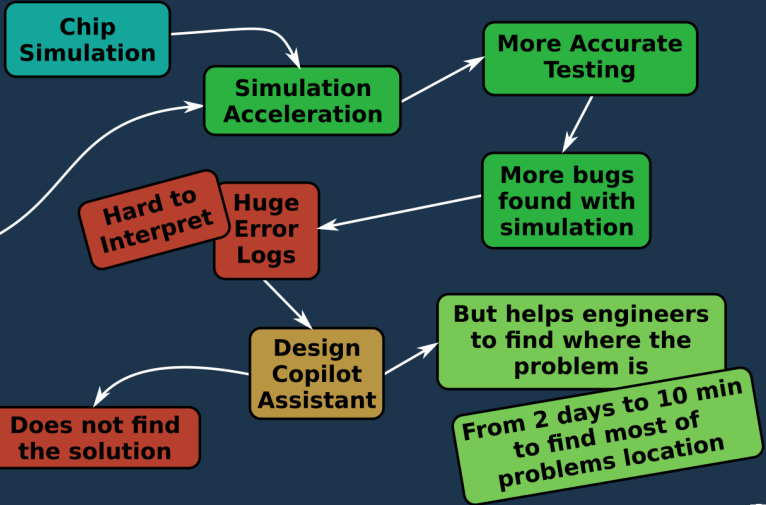 Chip
Simulation
Simulation
Acceleration
More Accurate
Testing
More bugs
found with
simulation
Hard to
Interpret
Huge
Error
Logs
Design
Copilot
Assistant
But helps engineers
to find where the
problem is
From 2 days to 10 min
to find most of
problems location
Does not find
the solution